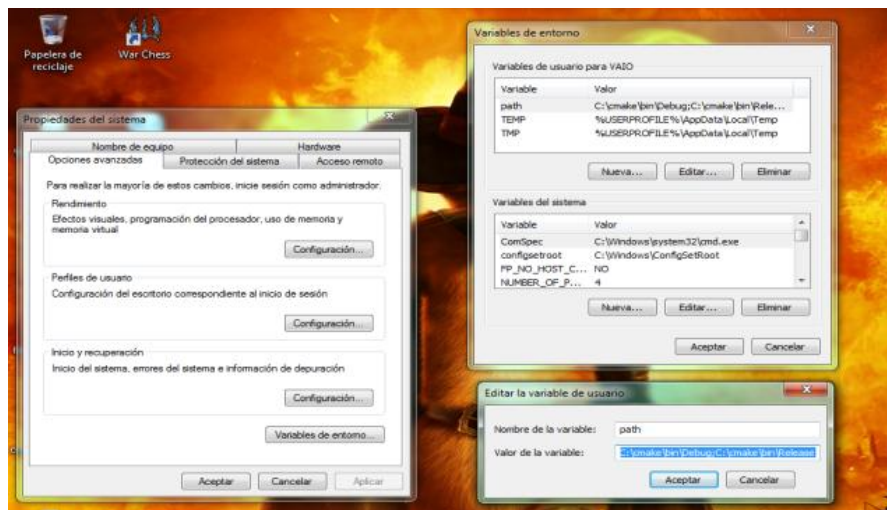 Papelera de
reciclaje
War Chess
Propiedades del sistema
Nombre de equipo
Hardware
Opciones avanzadas
Protección del sistema
Acceso remoto
Para realizar la mayoría de estos cambios, inicie sesión como administrador.
Rendimiento
Efectos visuales, programación del procesador, uso de memoria y
memoria virtual
Configuración...
Perfiles de usuario
Configuración del escritorio correspondiente al inicio de sesión
Configuración...
Inicio y recuperación
Inicio del sistema, errores del sistema e información de depuración
Configuración...
Variables de entorno...
Aceptar
Cancelar
Aplicar
Variables de entorno
Variables de usuario para VAIO
Variable Valor
path C:\cmake\bin\Debug;C:\cmake\bin\Rele...
TEMP %USERPROFILE%\AppData\Local\Temp
TMP %USERPROFILE%\AppData\Local\Temp
Nueva...
Editar...
Eliminar
Variables del sistema
Variable Valor
ComSpec C:\Windows\system32\cmd.exe
configsetroot C:\Windows\ConfigSetRoot
FP_NO_HOST_C... NO
NUMBER_OF_P... 4
Nueva...
Editar...
Eliminar
Aceptar
Cancelar
Editar la variable de usuario
Nombre de la variable: path
Valor de la variable: C:\cmake\bin\Debug;C:\cmake\bin\Release
Aceptar
Cancelar